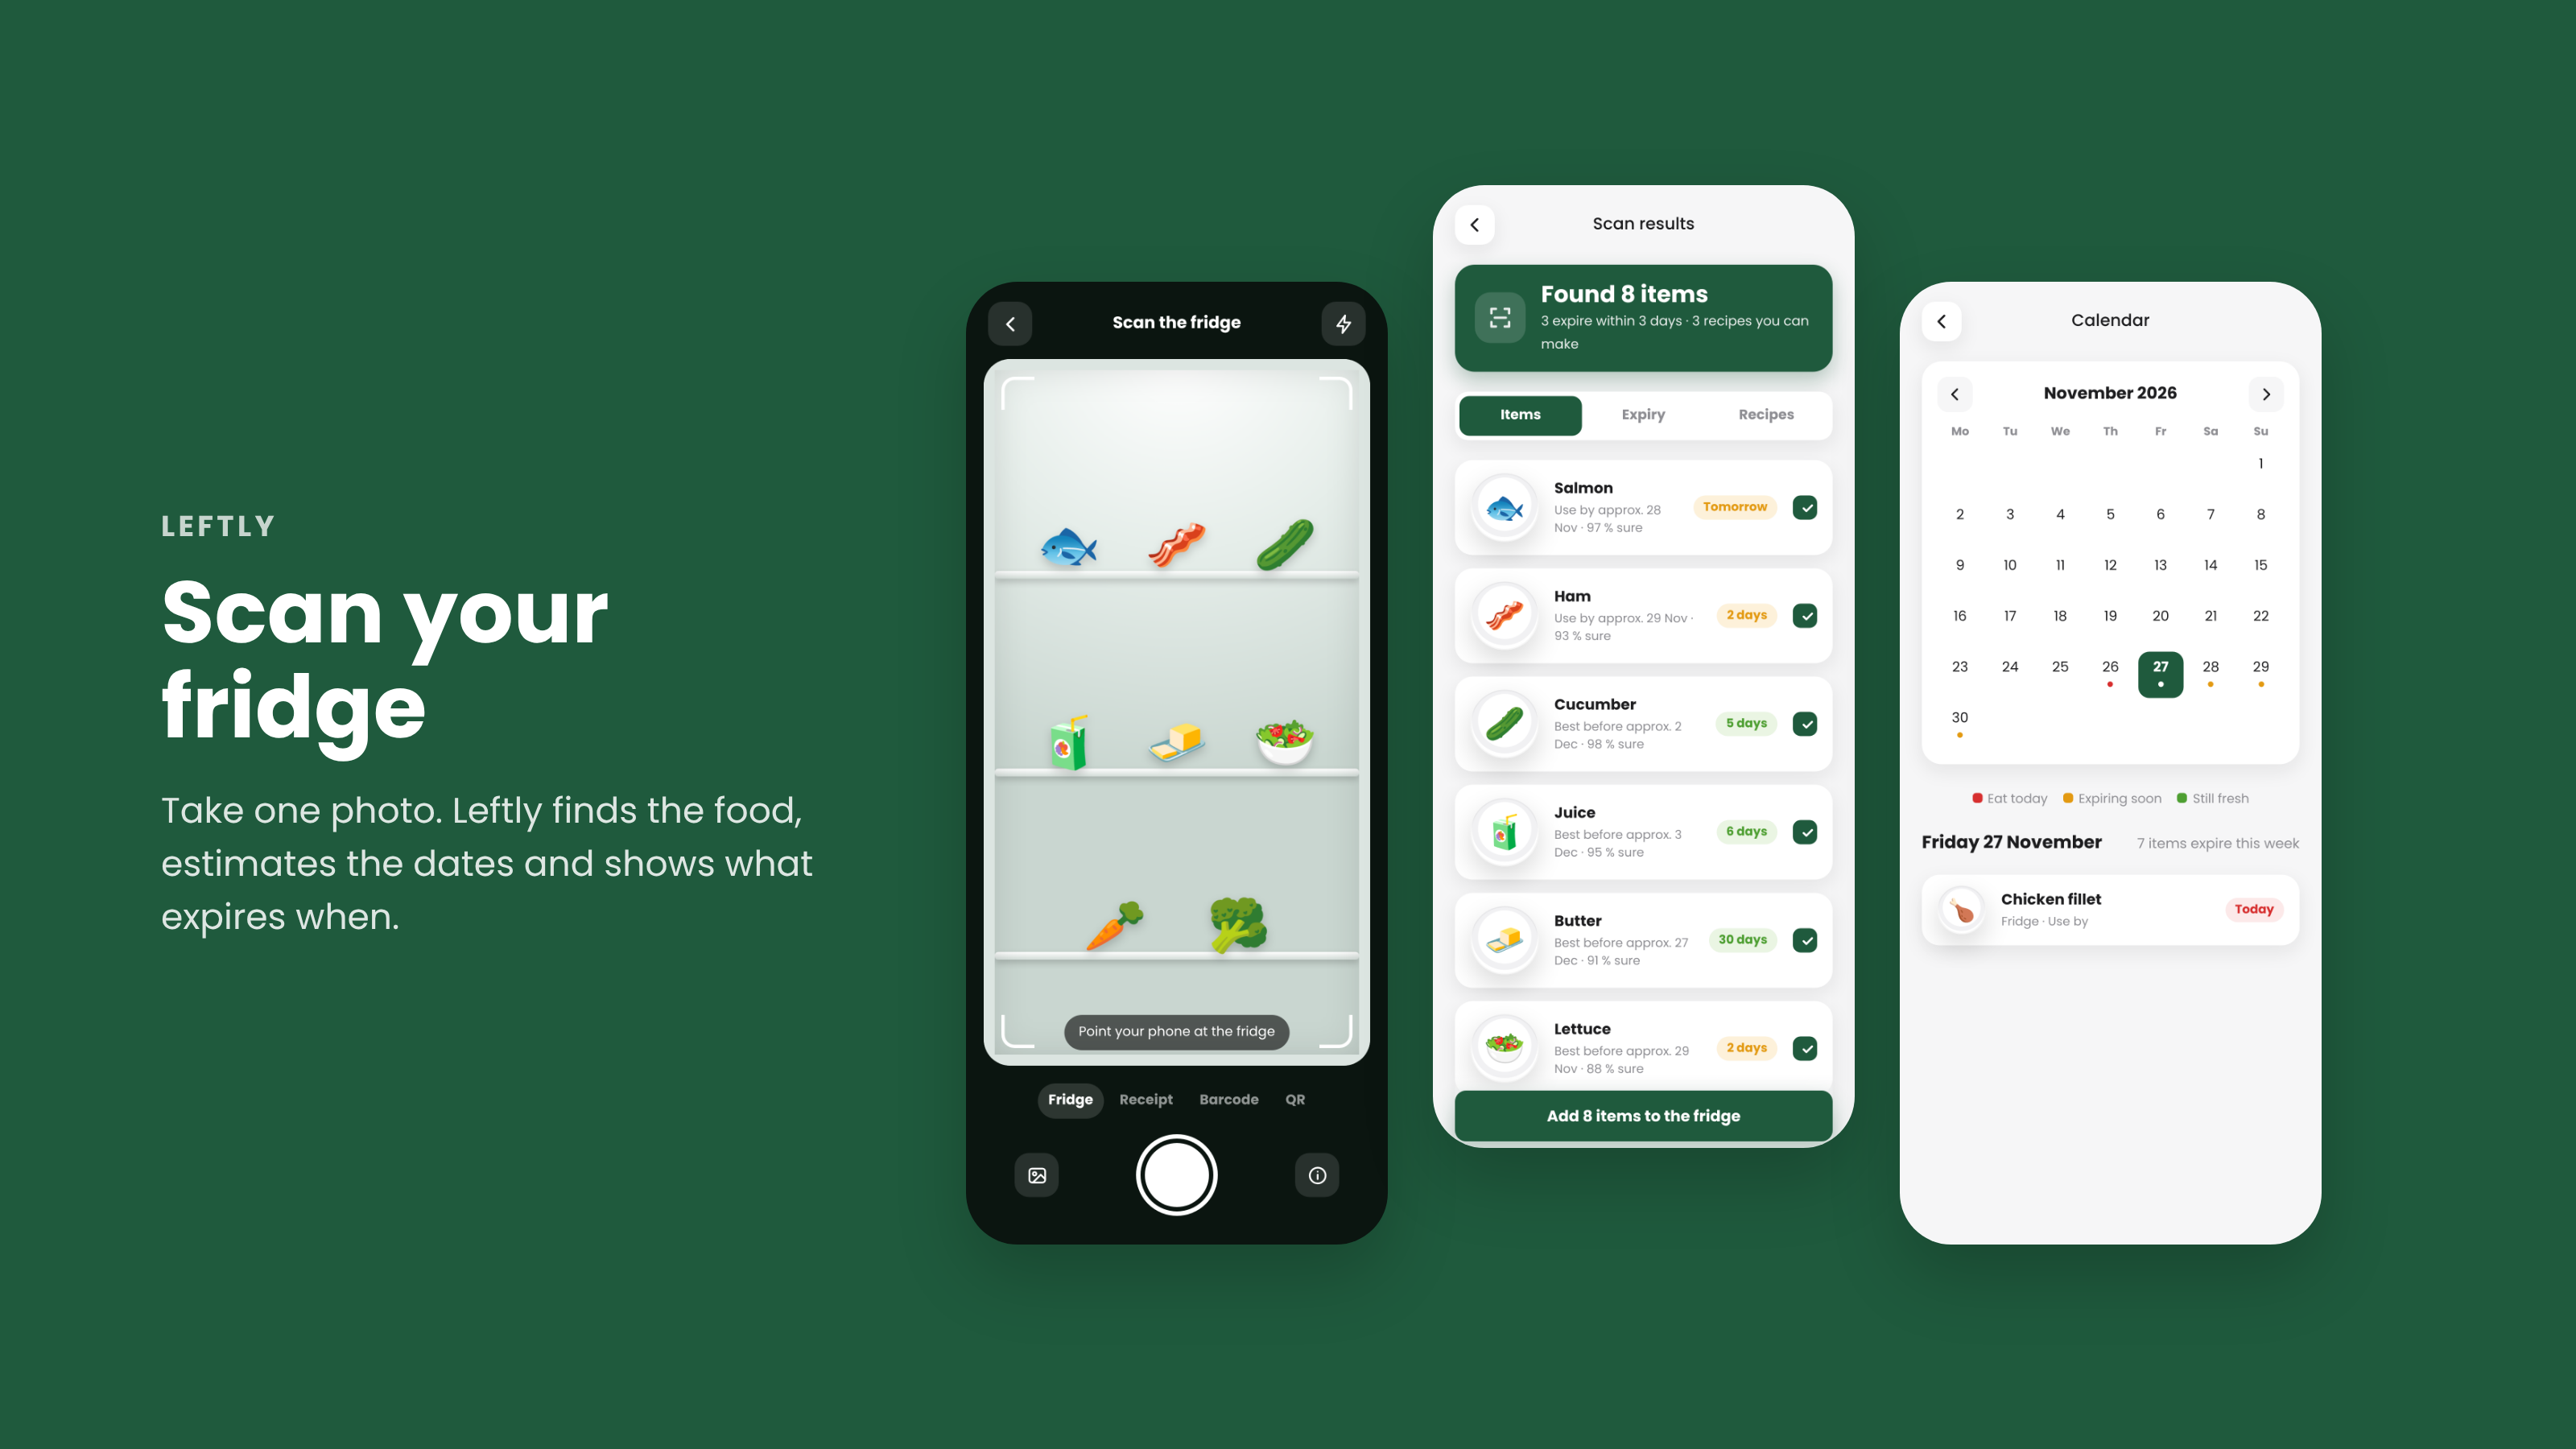 LEFTLY
Scan your
fridge
Take one photo. Leftly finds the food,
estimates the dates and shows what
expires when.
Scan the fridge
Point your phone at the fridge
Fridge Receipt Barcode QR
Scan results
Found 8 items
3 expire within 3 days · 3 recipes you can
make
Items Expiry Recipes
Salmon
Use by approx. 28
Nov · 97 % sure
Tomorrow
Ham
Use by approx. 29 Nov ·
93 % sure
2 days
Cucumber
Best before approx. 2
Dec · 98 % sure
5 days
Juice
Best before approx. 3
Dec · 95 % sure
6 days
Butter
Best before approx. 27
Dec · 91 % sure
30 days
Lettuce
Best before approx. 29
Nov · 88 % sure
2 days
Add 8 items to the fridge
Calendar
November 2026
Mo Tu We Th Fr Sa Su
1
2 3 4 5 6 7 8
9 10 11 12 13 14 15
16 17 18 19 20 21 22
23 24 25 26 27 28 29
30
Eat today Expiring soon Still fresh
Friday 27 November 7 items expire this week
Chicken fillet
Fridge · Use by
Today